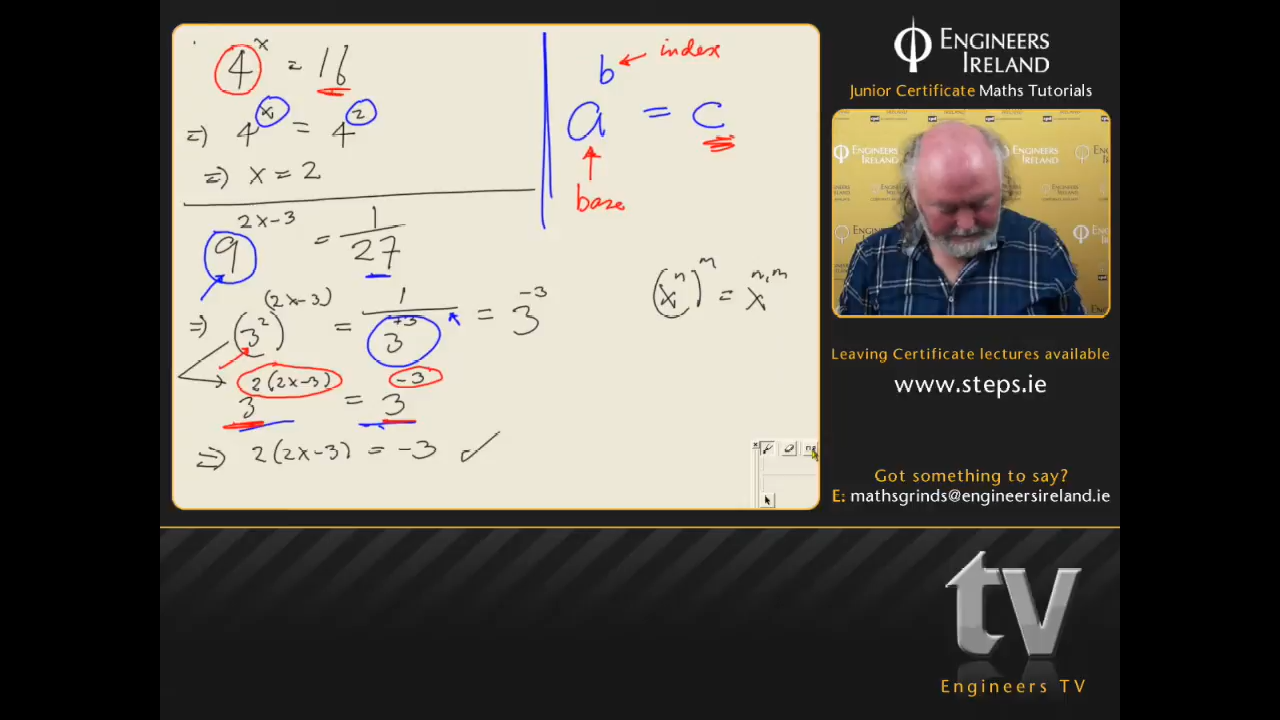 4^x = 16
=> 4^x = 4^2
=> x = 2
9^{2x-3} = 1/27
=> (3^2)^{(2x-3)} = 1/3^{+3} = 3^{-3}
3^{2(2x-3)} = 3^{-3}
=> 2(2x-3) = -3 ✓
a^b = c
index
base
(x^n)^m = x^{n.m}
ENGINEERS
IRELAND
Junior Certificate Maths Tutorials
Leaving Certificate lectures available
www.steps.ie
Got something to say?
E: mathsgrinds@engineersireland.ie
tv
Engineers TV